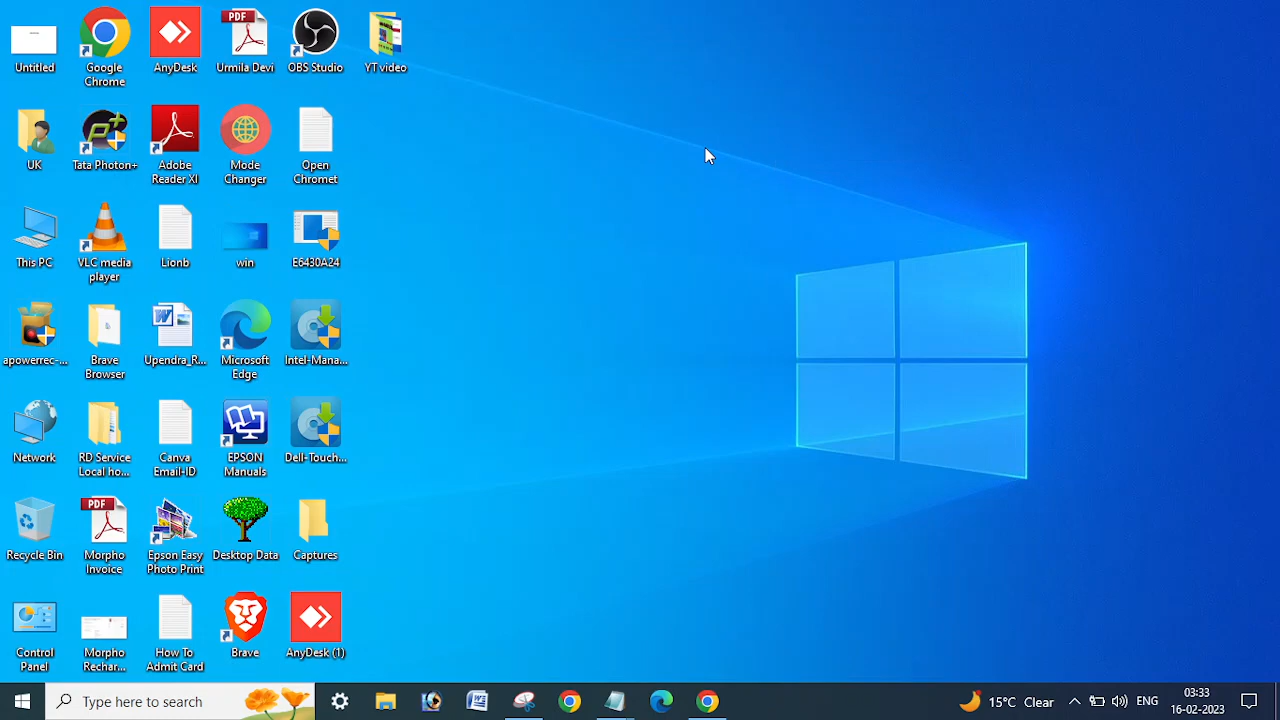 Untitled
Google
Chrome
AnyDesk
PDF
Urmila Devi
OBS Studio
YT video
UK
Tata Photon+
Adobe
Reader XI
Mode
Changer
Open
Chromet
This PC
VLC media
player
Lionb
win
E6430A24
apowerrec-...
Brave
Browser
Upendra_R...
Microsoft
Edge
Intel-Mana...
Network
RD Service
Local ho...
Canva
Email-ID
EPSON
Manuals
Dell-Touch...
Recycle Bin
PDF
Morpho
Invoice
Epson Easy
Photo Print
Desktop Data
Captures
Control
Panel
Morpho
Rechar...
How To
Admit Card
Brave
AnyDesk (1)
Type here to search
15°C Clear
ENG
03:33
16-02-2023